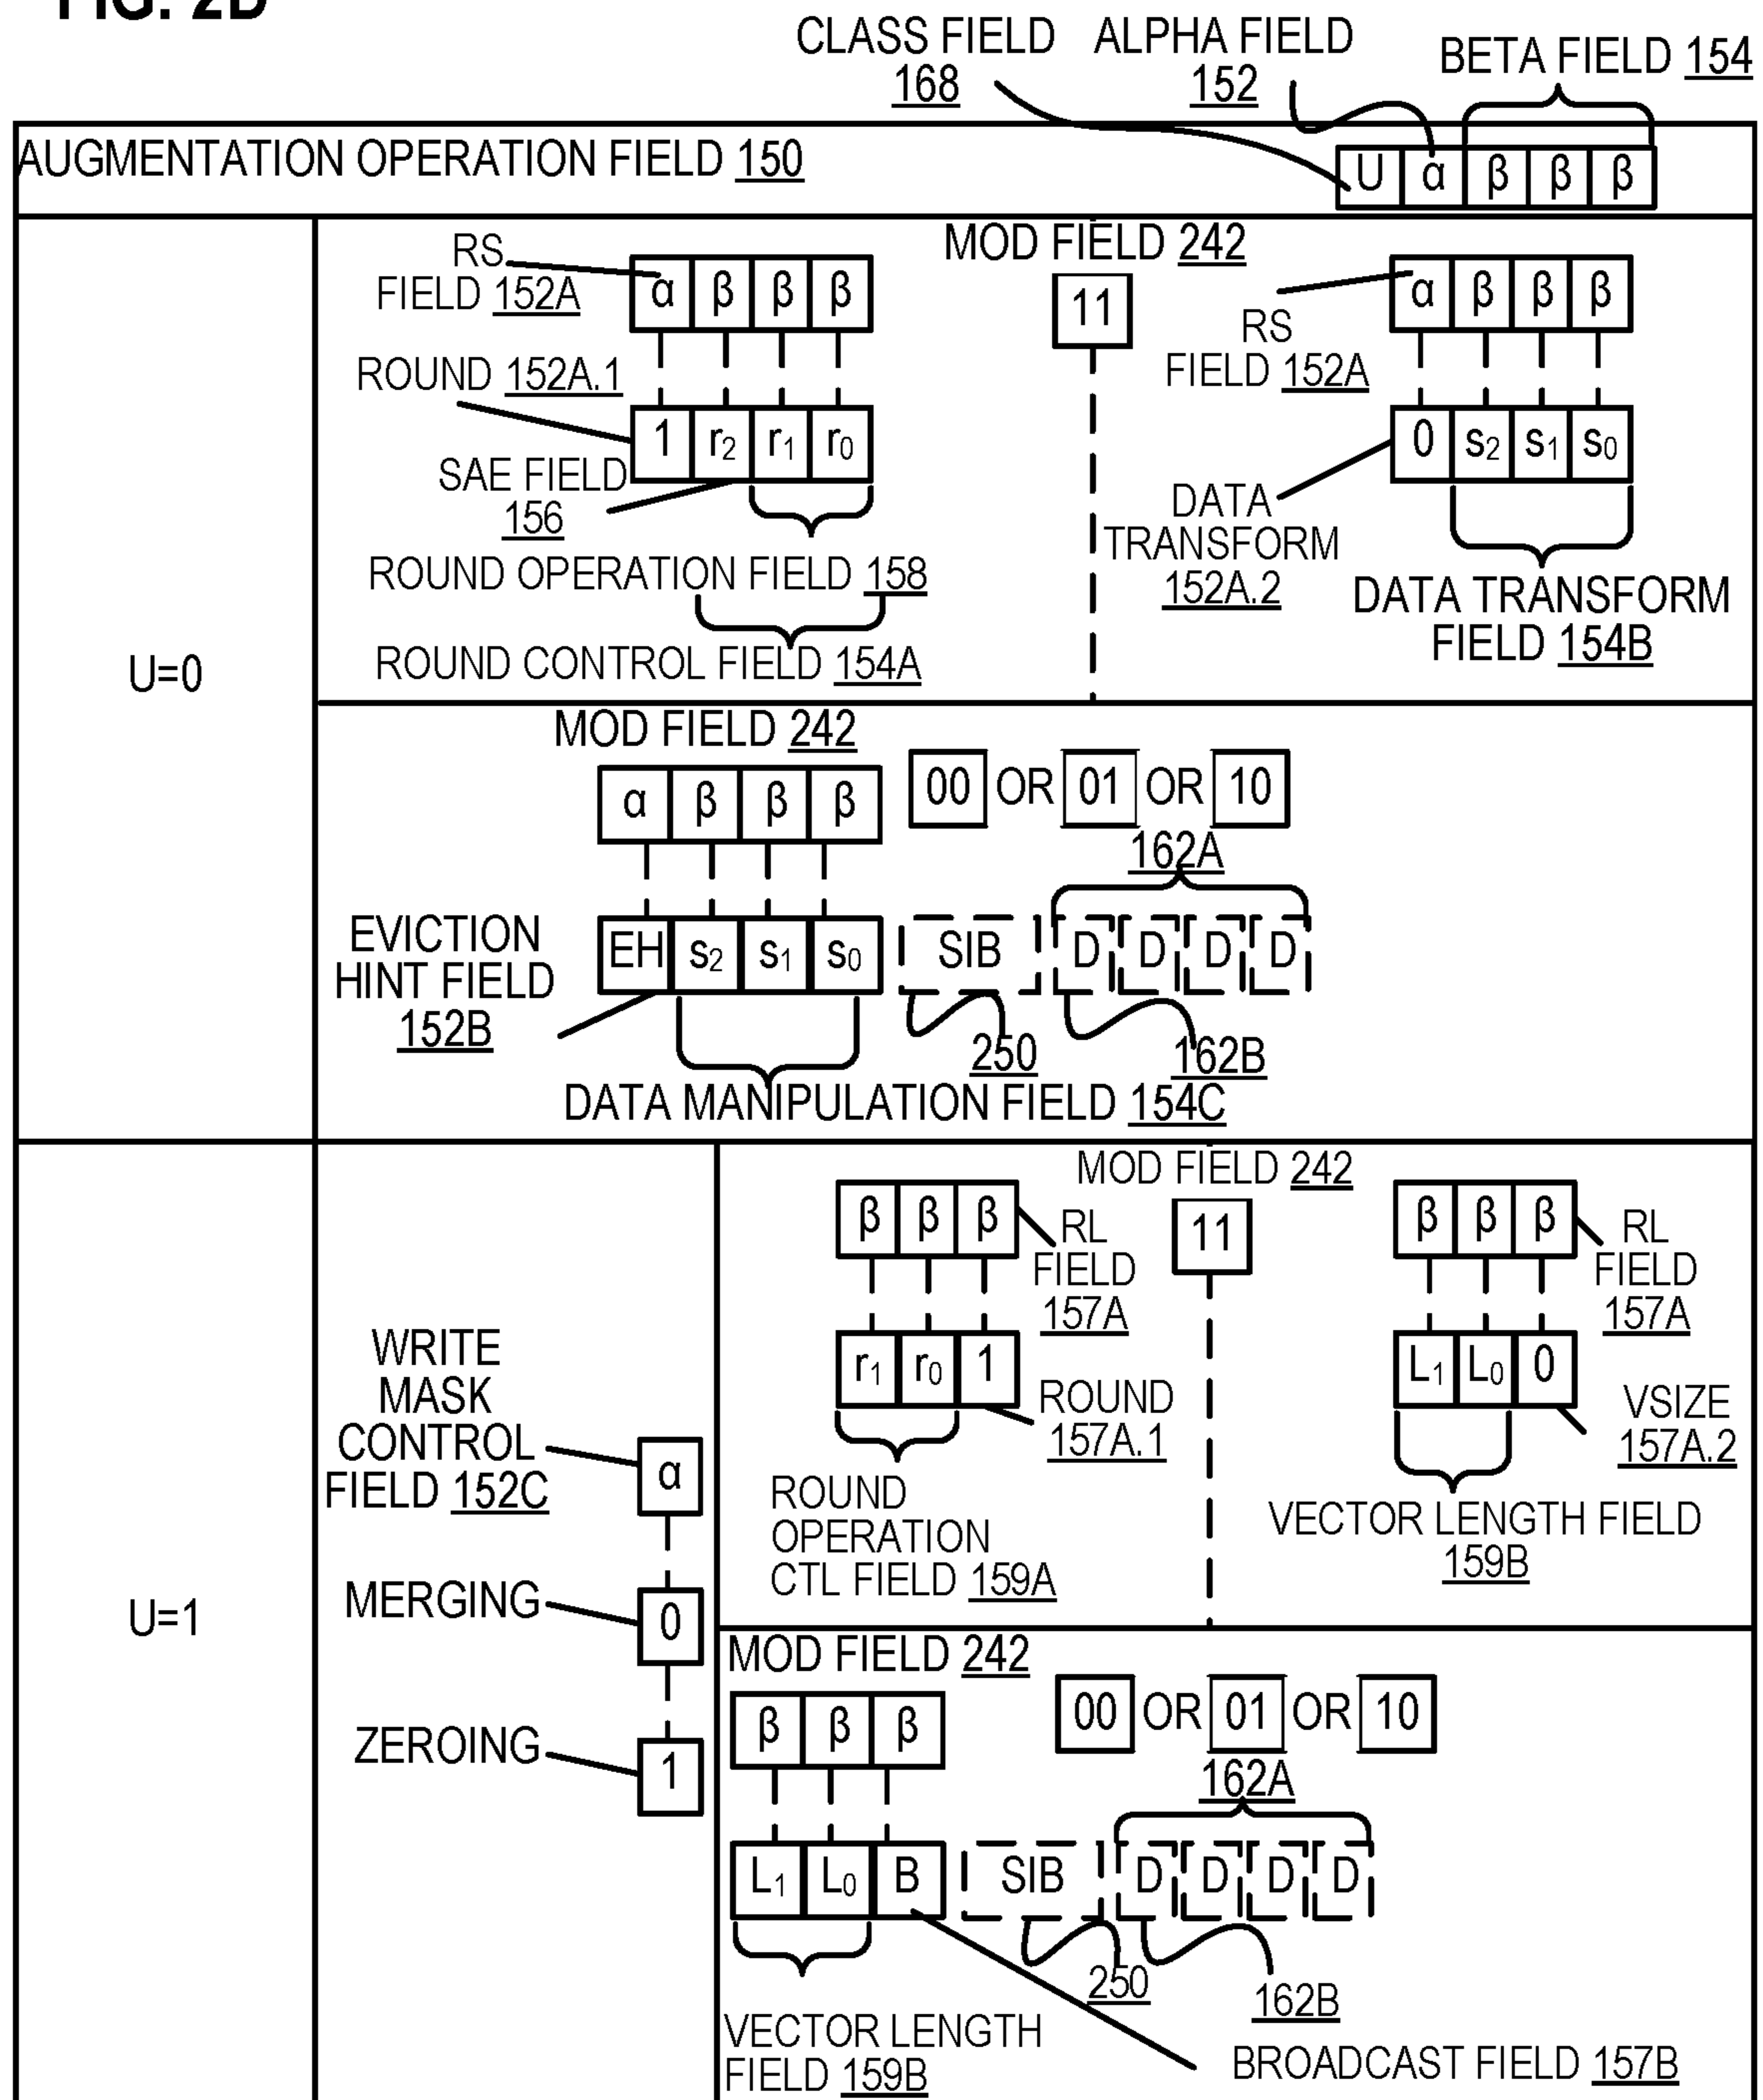 FIG. 2D
CLASS FIELD
168
ALPHA FIELD
152
BETA FIELD 154
AUGMENTATION OPERATION FIELD 150
U α β β β
U=0
RS
FIELD 152A
α β β β
ROUND 152A.1
1 r₂ r₁ r₀
SAE FIELD
156
ROUND OPERATION FIELD 158
ROUND CONTROL FIELD 154A
MOD FIELD 242
11
α β β β
RS
FIELD 152A
0 s₂ s₁ s₀
DATA
TRANSFORM
152A.2
DATA TRANSFORM
FIELD 154B
MOD FIELD 242
α β β β
00 OR 01 OR 10
162A
EVICTION
HINT FIELD
152B
EH s₂ s₁ s₀ SIB D D D D
250
162B
DATA MANIPULATION FIELD 154C
U=1
WRITE
MASK
CONTROL
FIELD 152C
α
MERGING
0
ZEROING
1
MOD FIELD 242
11
β β β
RL
FIELD
157A
r₁ r₀ 1
ROUND
157A.1
ROUND
OPERATION
CTL FIELD 159A
β β β
RL
FIELD
157A
L₁ L₀ 0
VSIZE
157A.2
VECTOR LENGTH FIELD
159B
MOD FIELD 242
β β β
00 OR 01 OR 10
162A
L₁ L₀ B SIB D D D D
250
162B
VECTOR LENGTH
FIELD 159B
BROADCAST FIELD 157B